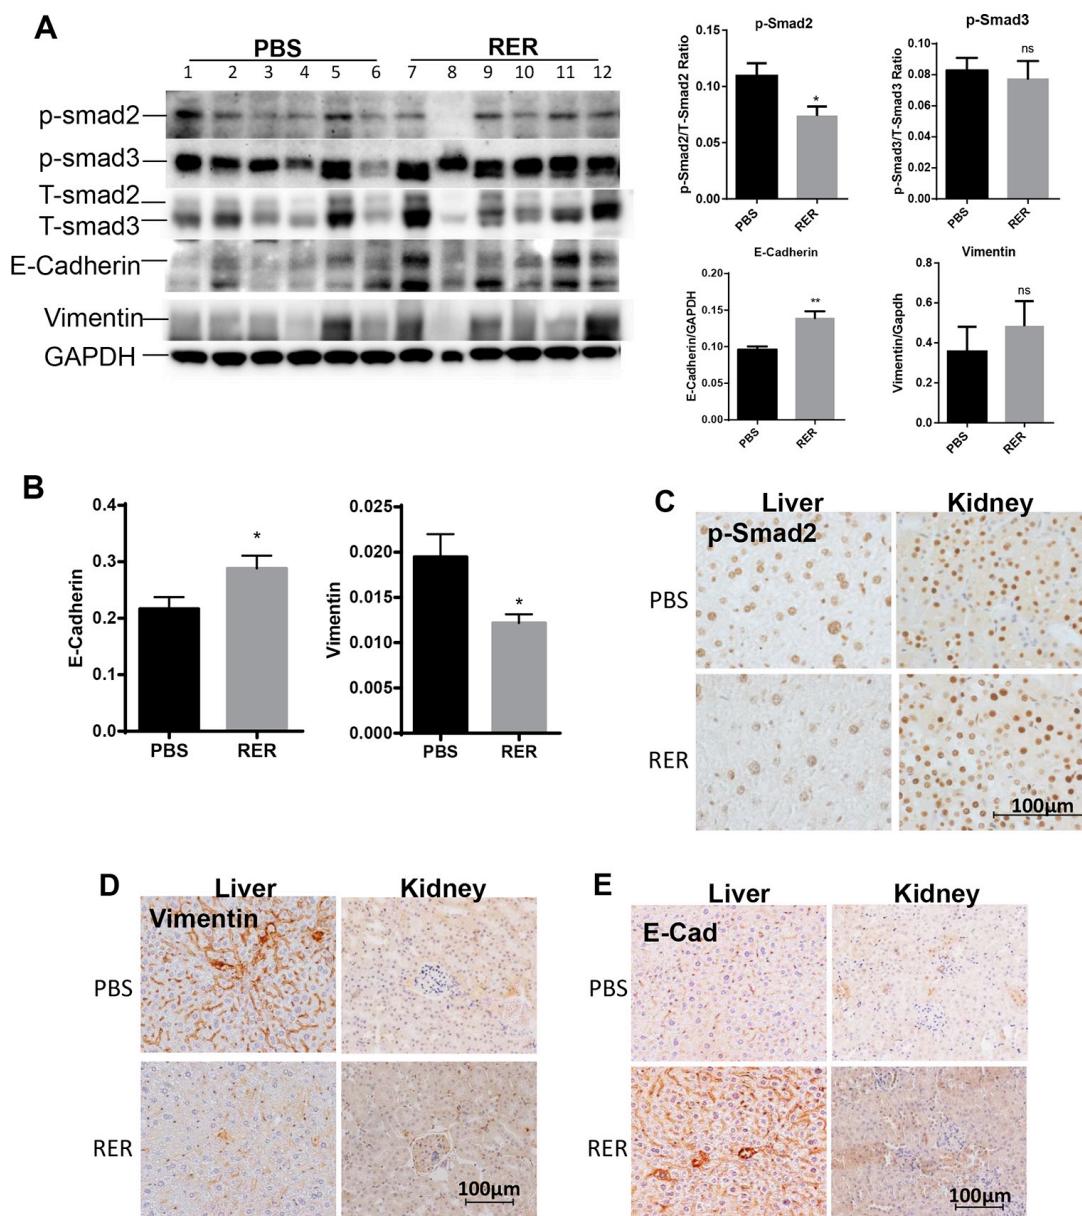 A
PBS RER
1 2 3 4 5 6 7 8 9 10 11 12
p-smad2
p-smad3
T-smad2
T-smad3
E-Cadherin
Vimentin
GAPDH
p-Smad2
p-Smad2/T-Smad2 Ratio
0.15
0.10
0.05
0.00
*
PBS RER
p-Smad3
p-Smad3/T-Smad3 Ratio
0.10
0.08
0.06
0.04
0.02
0.00
ns
PBS RER
E-Cadherin
E-Cadherin/GAPDH
0.20
0.15
0.10
0.05
0.00
**
PBS RER
Vimentin
Vimentin/Gapdh
0.8
0.6
0.4
0.2
0.0
ns
PBS RER
B
E-Cadherin
0.4
0.3
0.2
0.1
0.0
*
PBS RER
Vimentin
0.025
0.020
0.015
0.010
0.005
0.000
*
PBS RER
C
Liver Kidney
p-Smad2
PBS
RER
100μm
D
Liver Kidney
Vimentin
PBS
RER
100μm
E
Liver Kidney
E-Cad
PBS
RER
100μm